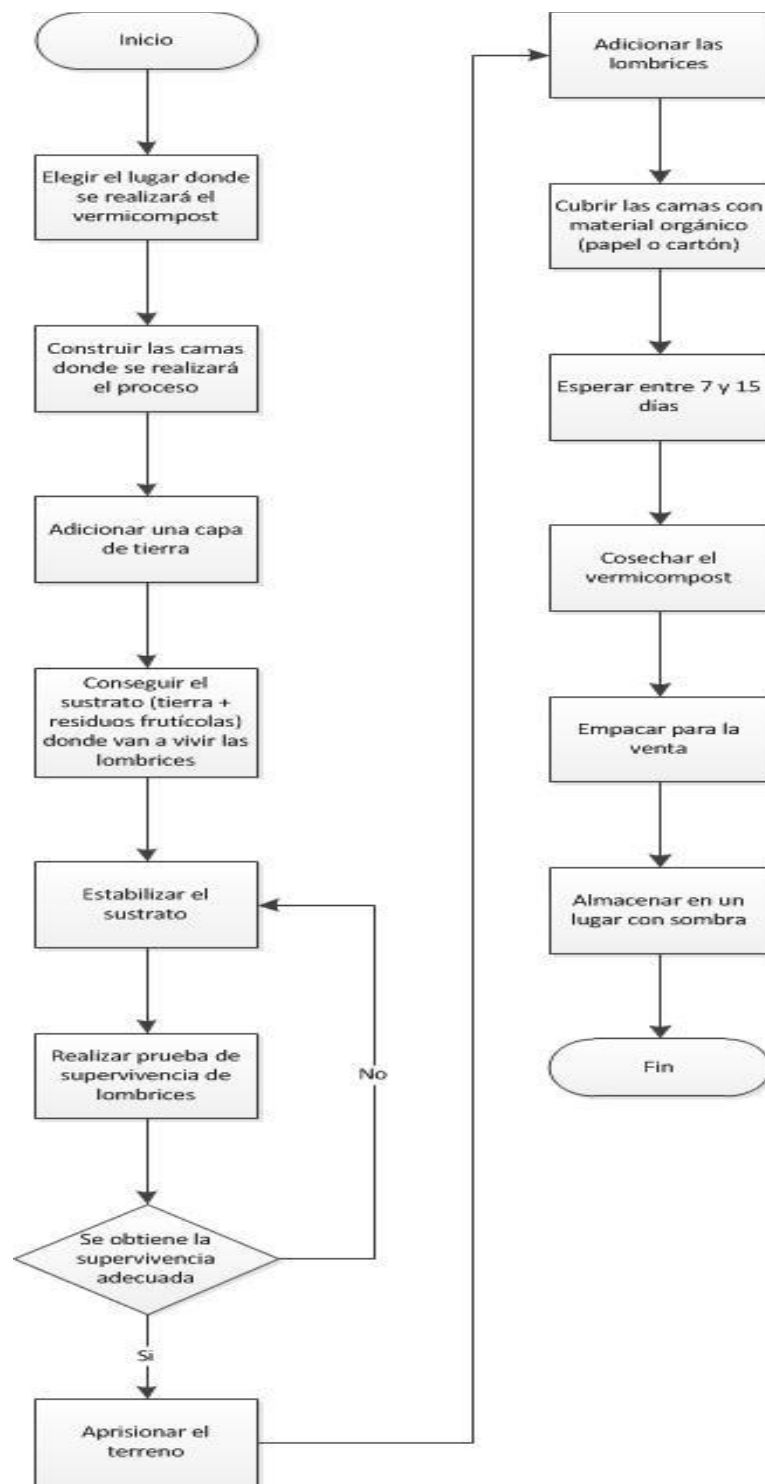 Inicio
Elegir el lugar donde
se realizará el
vermicompost
Construir las camas
donde se realizará
el proceso
Adicionar una capa
de tierra
Conseguir el
sustrato (tierra +
residuos frutícolas)
donde van a vivir las
lombrices
Estabilizar el
sustrato
Realizar prueba de
supervivencia de
lombrices
No
Se obtiene la
supervivencia
adecuada
Si
Aprisionar el
terreno
Adicionar las
lombrices
Cubrir las camas con
material orgánico
(papel o cartón)
Esperar entre 7 y 15
días
Cosechar el
vermicompost
Empacar para la
venta
Almacenar en un
lugar con sombra
Fin